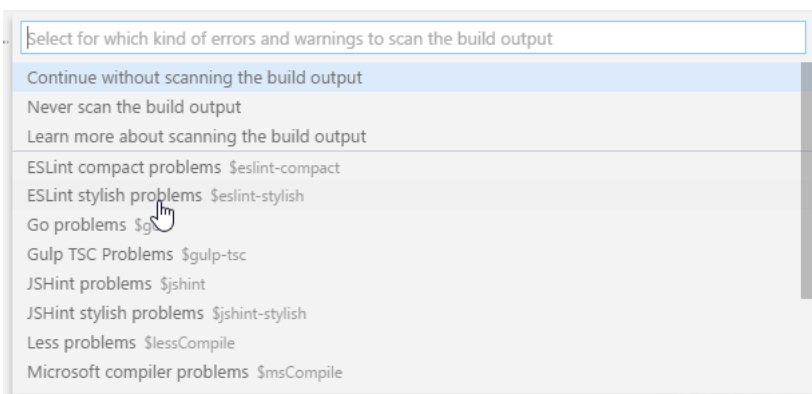 Select for which kind of errors and warnings to scan the build output
Continue without scanning the build output
Never scan the build output
Learn more about scanning the build output
ESLint compact problems $eslint-compact
ESLint stylish problems $eslint-stylish
Go problems
Gulp TSC Problems $gulp-tsc
JSHint problems $jshint
JSHint stylish problems $jshint-stylish
Less problems $lessCompile
Microsoft compiler problems $msCompile